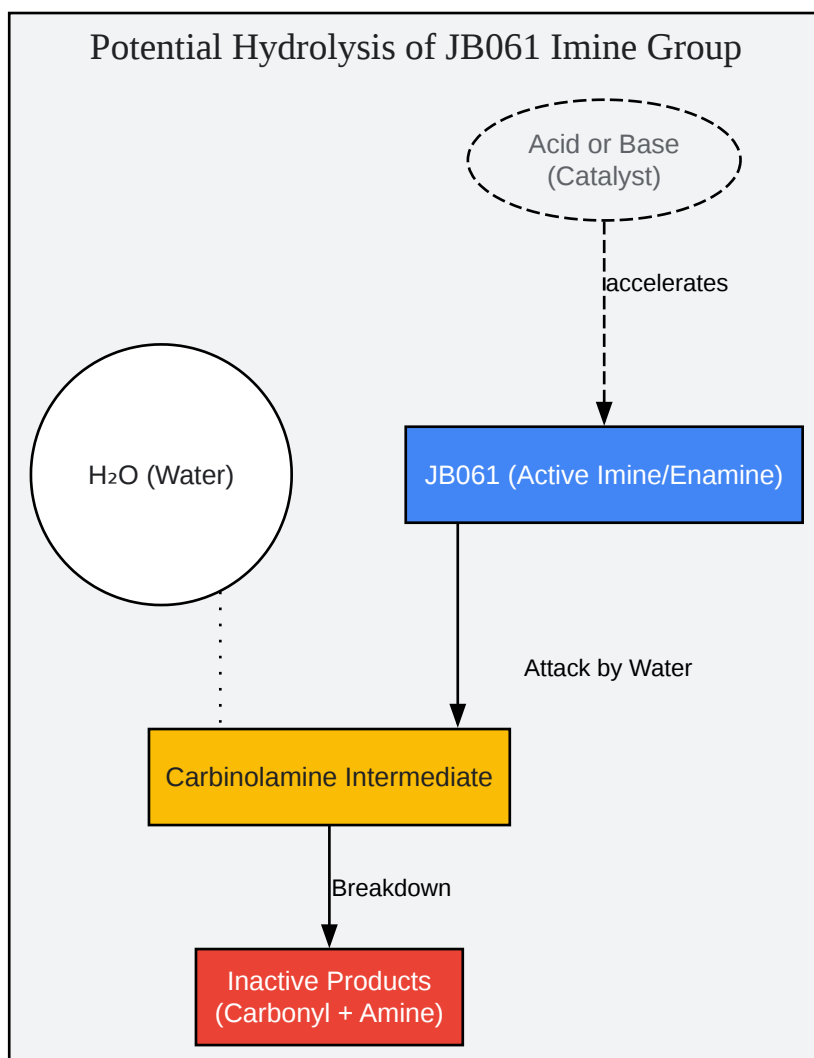 Potential Hydrolysis of JB061 Imine Group
Acid or Base
(Catalyst)
accelerates
H₂O (Water)
JB061 (Active Imine/Enamine)
Attack by Water
Carbinolamine Intermediate
Breakdown
Inactive Products
(Carbonyl + Amine)